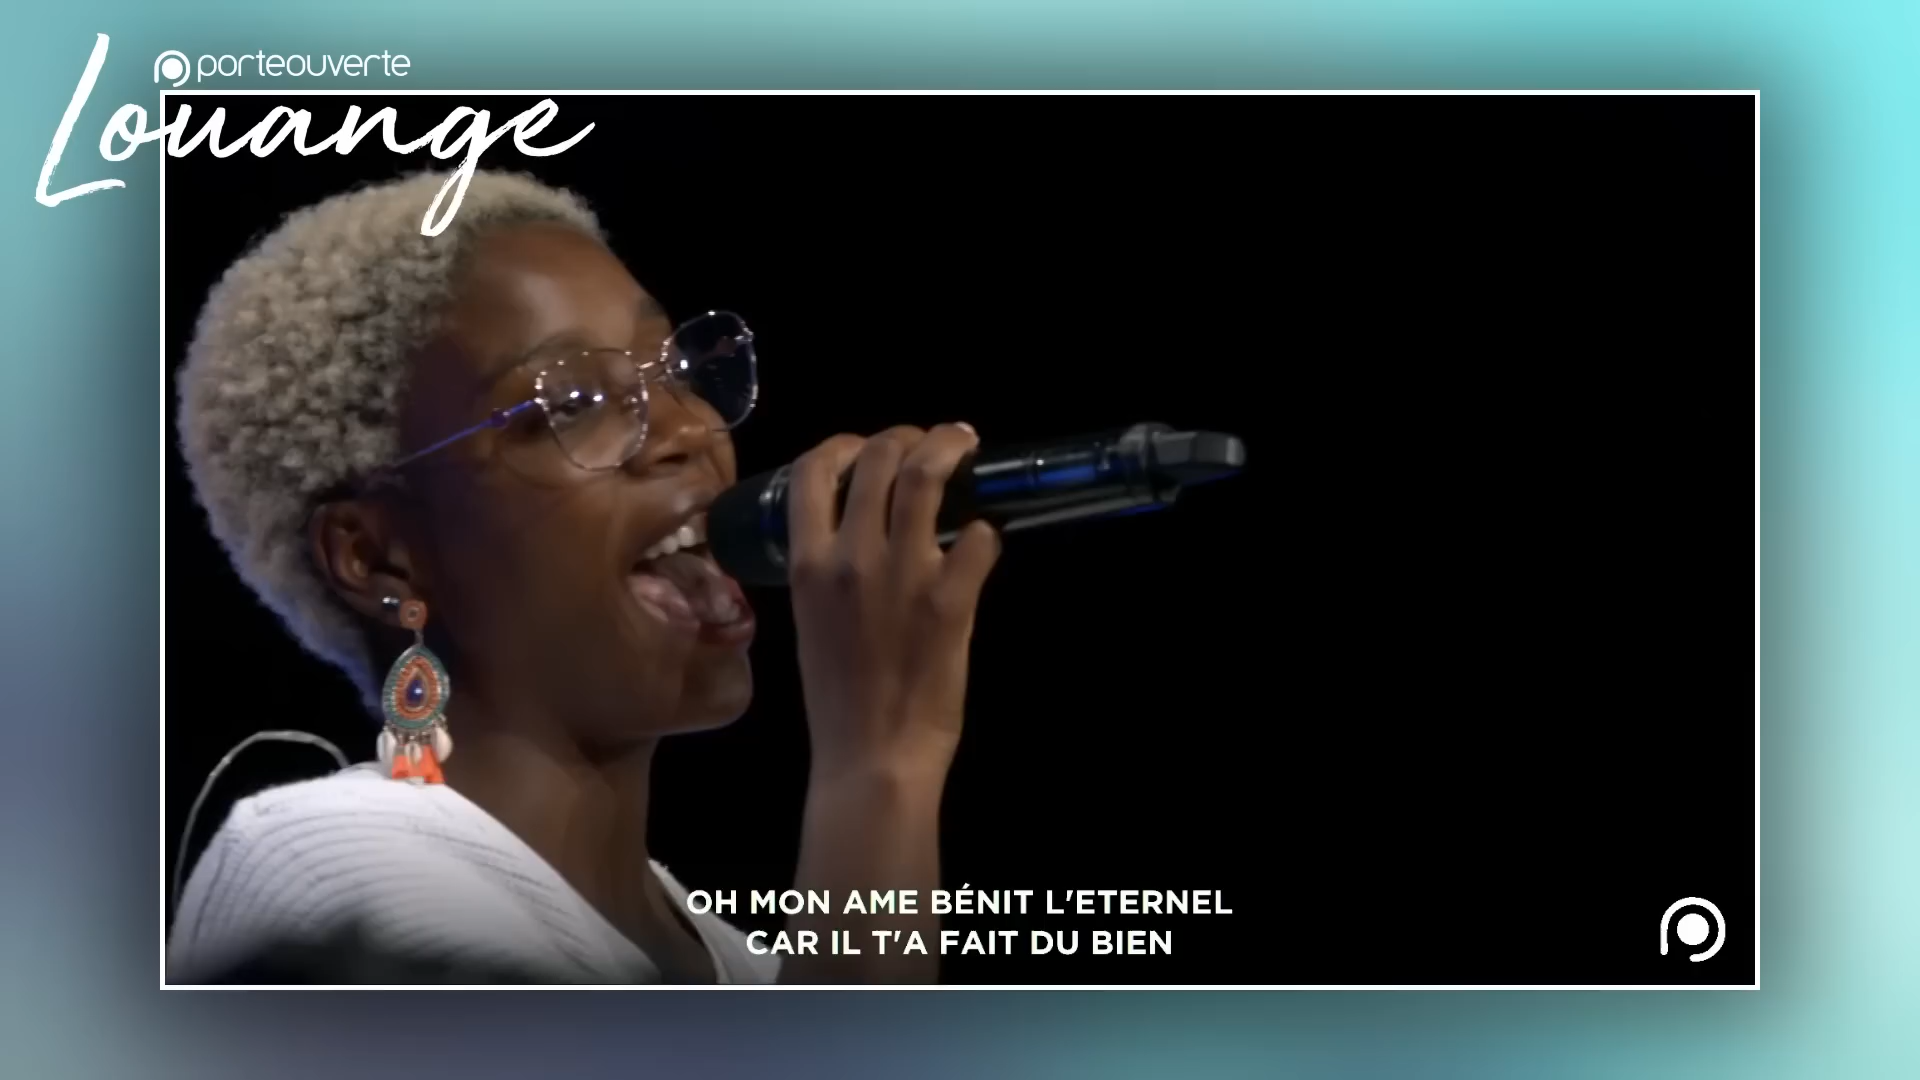 porteouverte
Louange
OH MON AME BÉNIT L'ETERNEL
CAR IL T'A FAIT DU BIEN